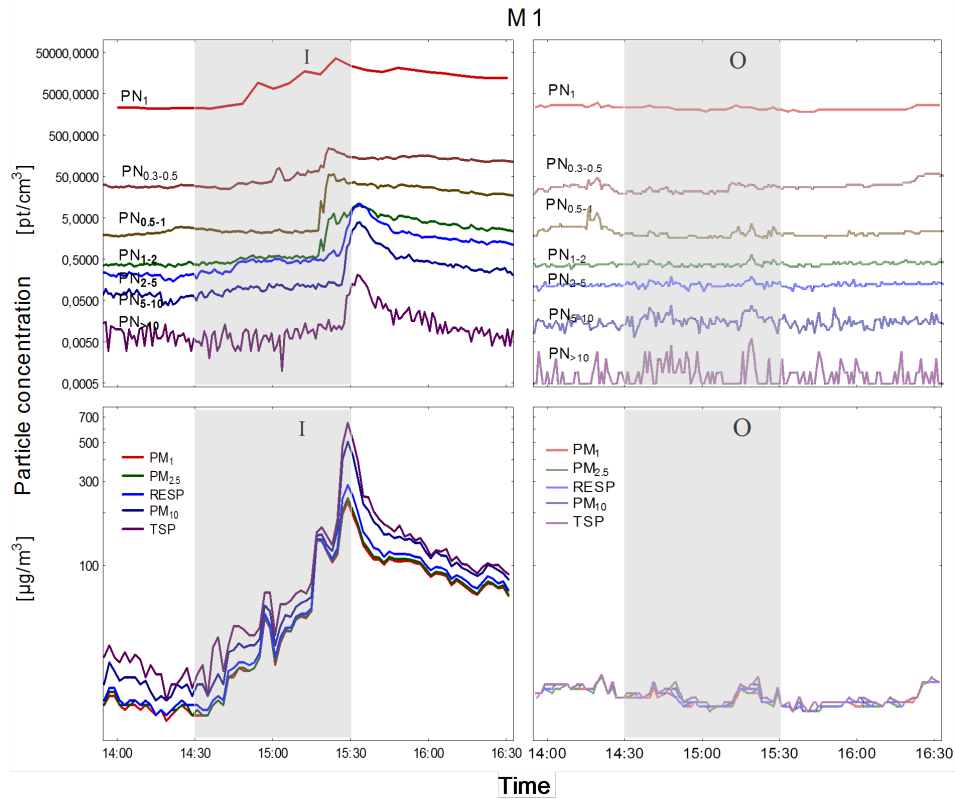 M 1
Particle concentration
[pt/cm³]
[µg/m³]
50000,0000
5000,0000
500,0000
50,0000
5,0000
0,5000
0,0500
0,0050
0,0005
I
PN₁
PN₀.₃₋₀.₅
PN₀.₅₋₁
PN₁₋₂
PN₂₋₅
PN₅₋₁₀
PN>₁₀
O
PN₁
PN₀.₃₋₀.₅
PN₀.₅₋₁
PN₁₋₂
PN₂₋₅
PN₅₋₁₀
PN>₁₀
700
500
300
100
I
PM₁
PM₂.₅
RESP
PM₁₀
TSP
O
PM₁
PM₂.₅
RESP
PM₁₀
TSP
14:00 14:30 15:00 15:30 16:00 16:30
14:00 14:30 15:00 15:30 16:00 16:30
Time